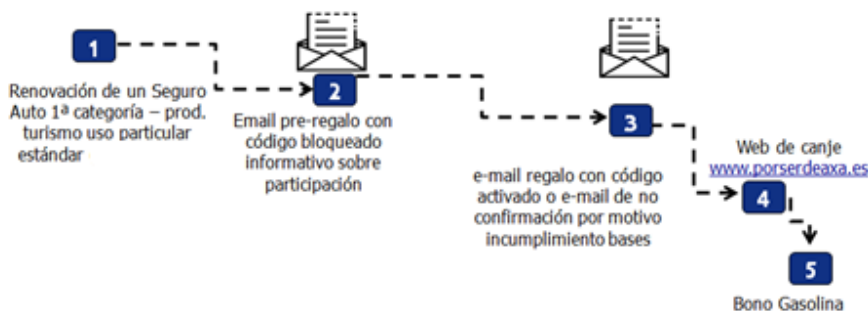 1
Renovación de un Seguro
Auto 1ª categoría – prod.
turismo uso particular
estándar
2
Email pre-regalo con
código bloqueado
informativo sobre
participación
3
e-mail regalo con código
activado o e-mail de no
confirmación por motivo
incumplimiento bases
Web de canje
www.porserdeaxa.es
4
5
Bono Gasolina